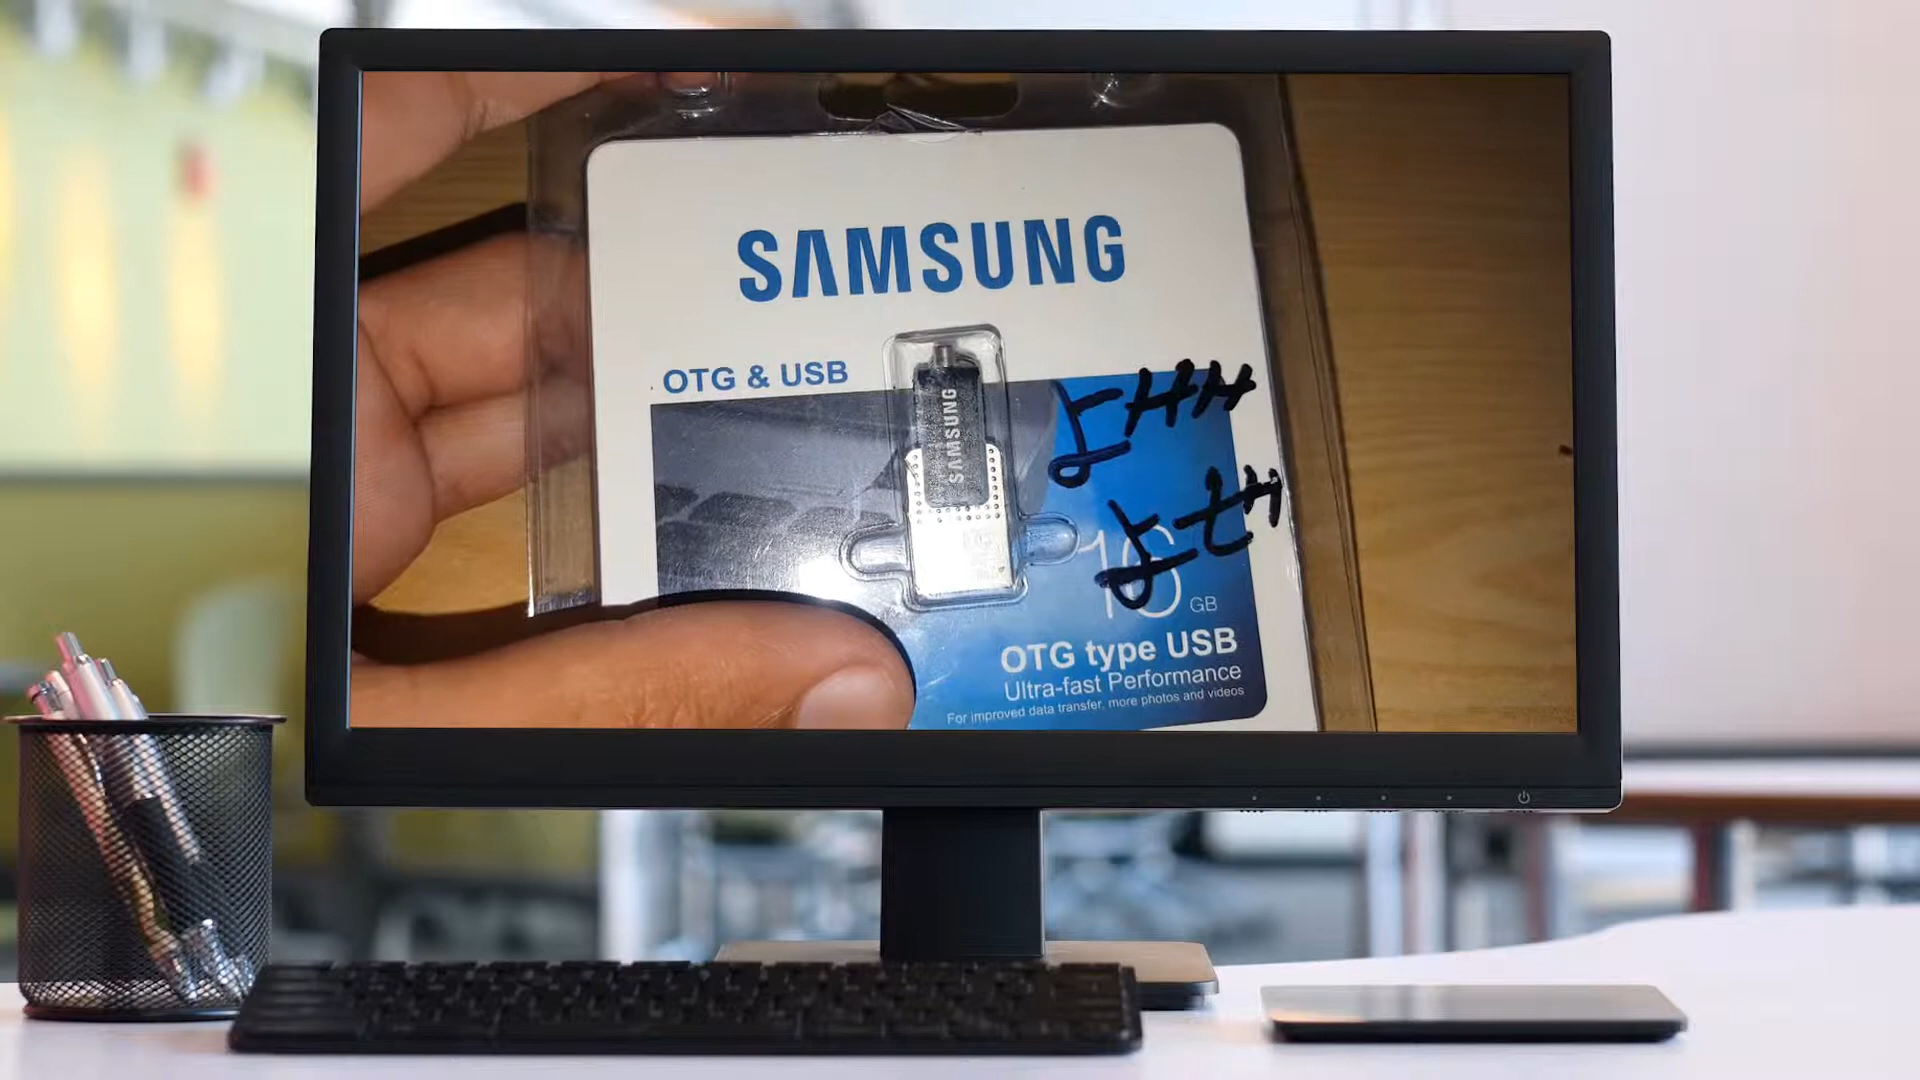 SAMSUNG
OTG & USB
SAMSUNG
16 GB
OTG type USB
Ultra-fast Performance
For improved data transfer, more photos and videos